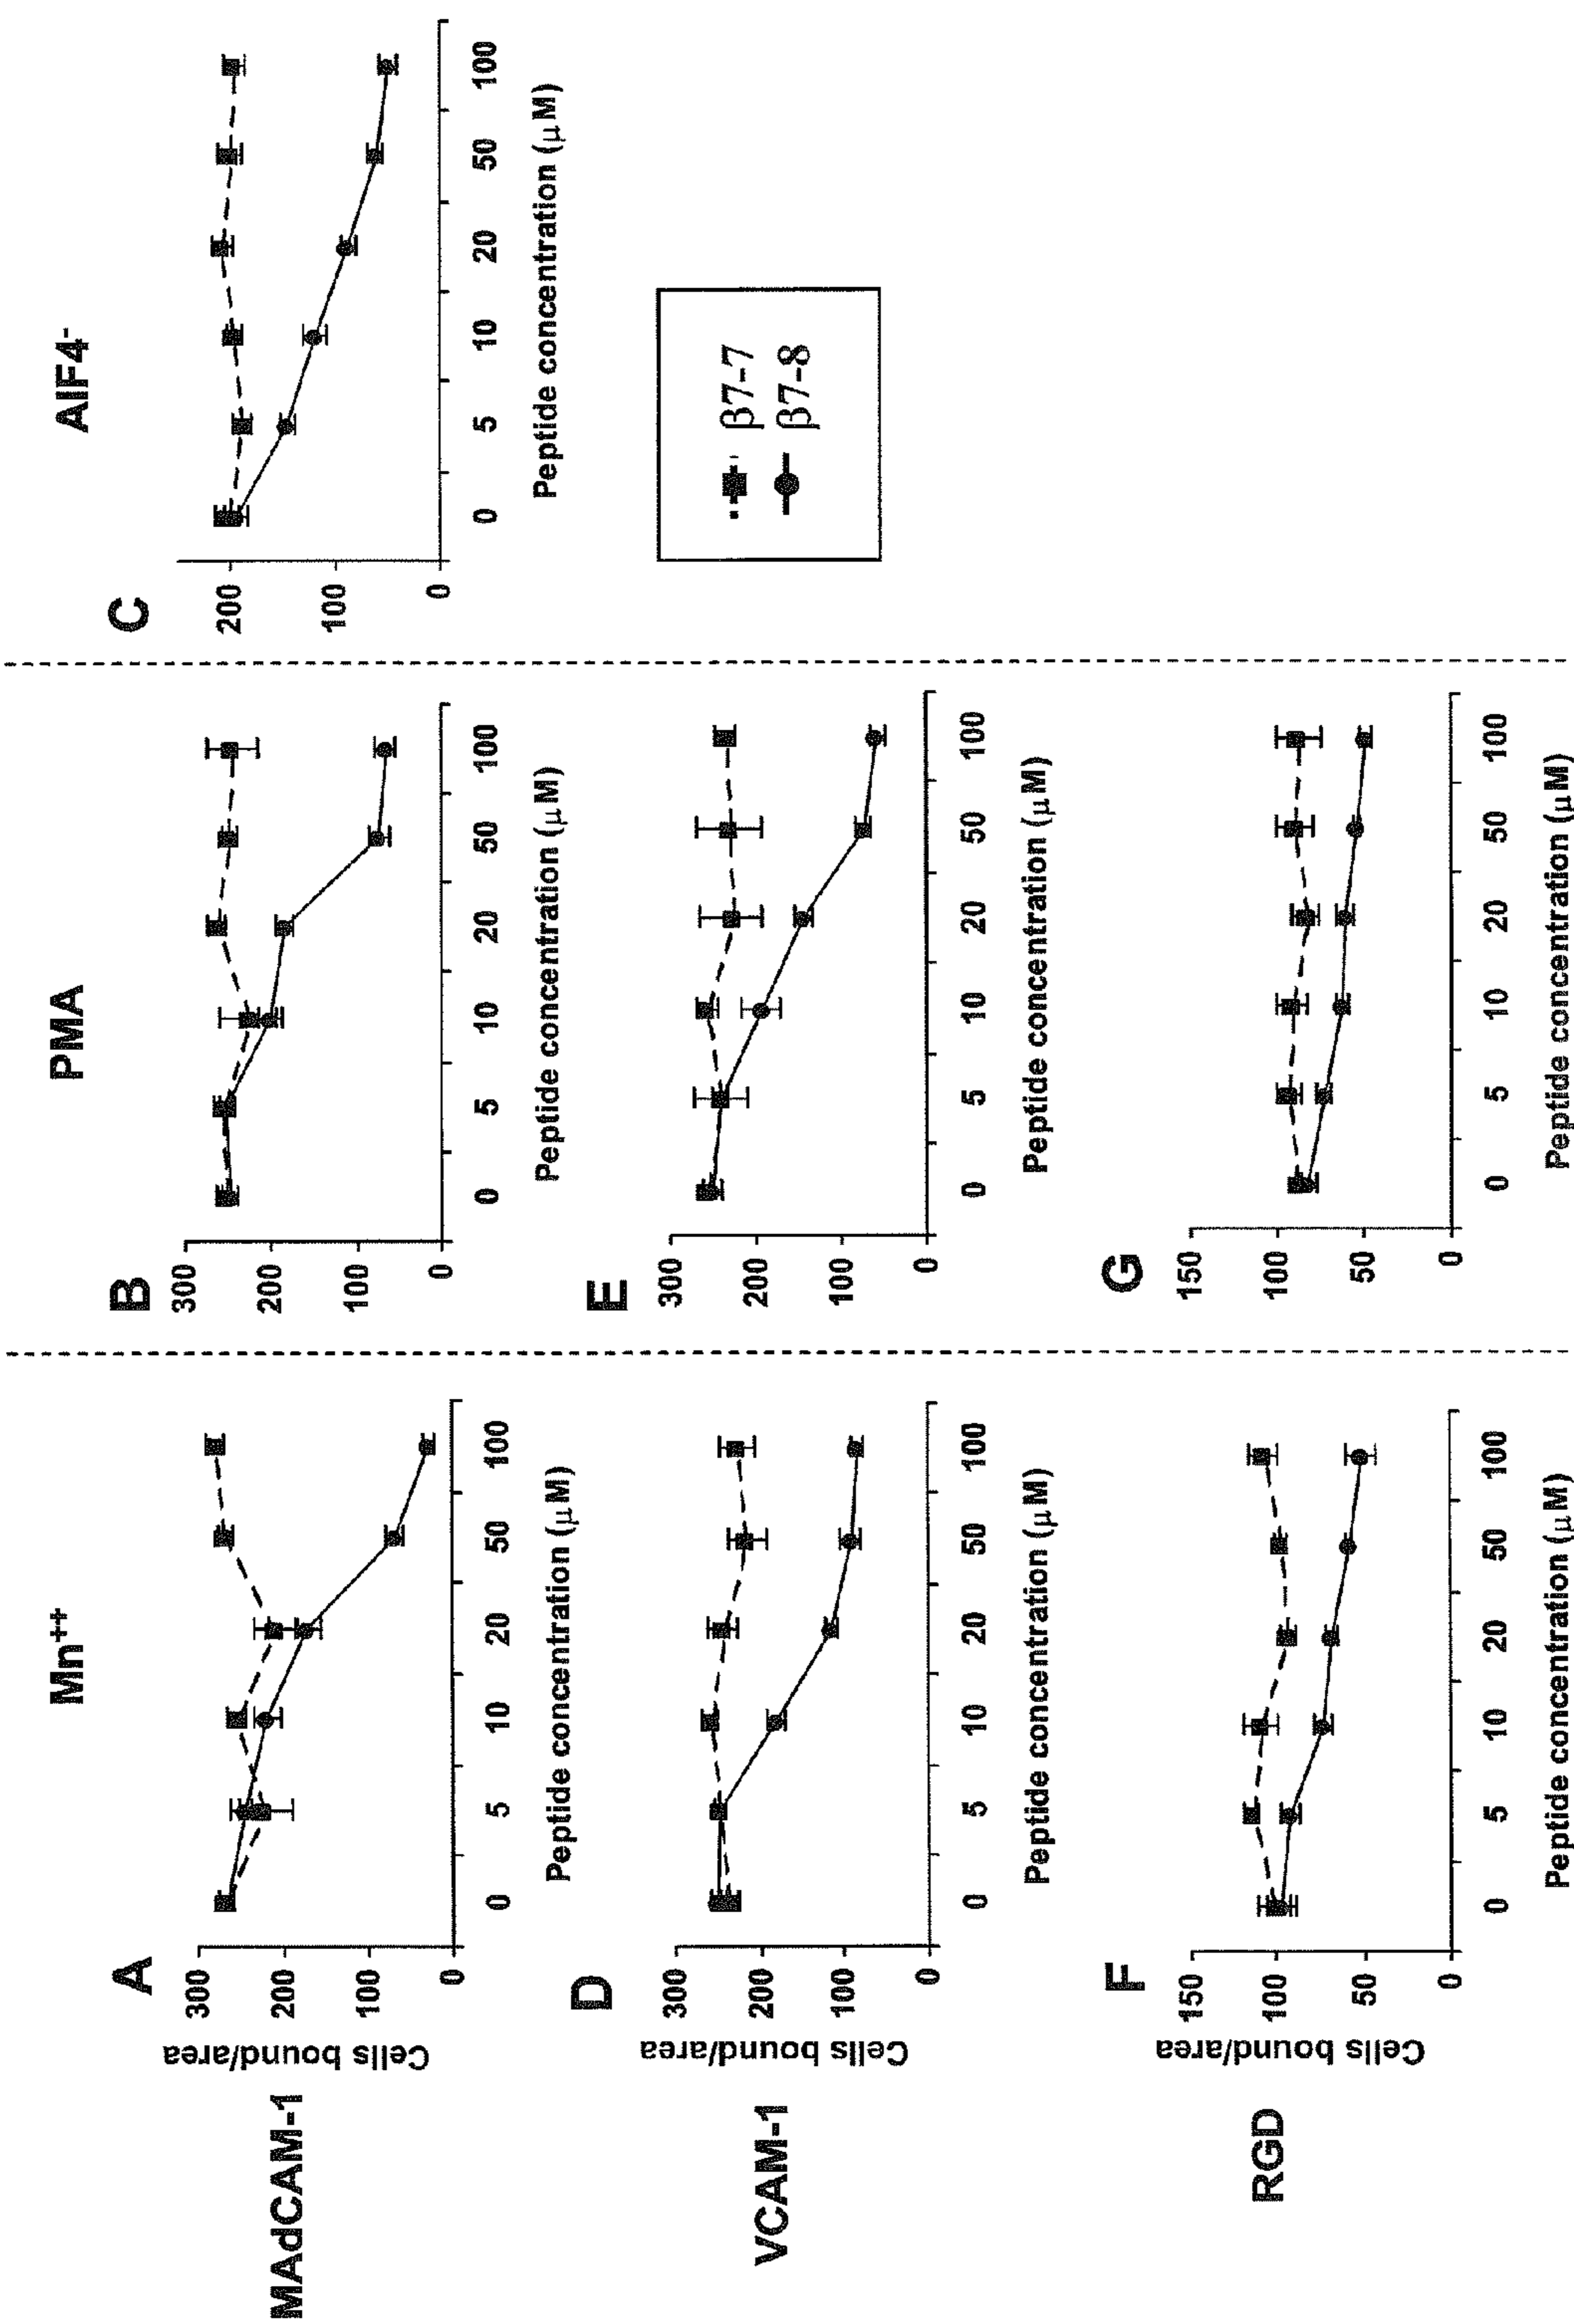 Mn++
PMA
AlF4-
MAdCAM-1
A
Cells bound/area
300
200
100
0
0 5 10 20 50 100
Peptide concentration (μM)
B
300
200
100
0
0 5 10 20 50 100
Peptide concentration (μM)
C
200
100
0
0 5 10 20 50 100
Peptide concentration (μM)
VCAM-1
D
Cells bound/area
300
200
100
0
0 5 10 20 50 100
Peptide concentration (μM)
E
300
200
100
0
0 5 10 20 50 100
Peptide concentration (μM)
β7-7
β7-8
RGD
F
Cells bound/area
150
100
50
0
0 5 10 20 50 100
Peptide concentration (μM)
G
150
100
50
0
0 5 10 20 50 100
Peptide concentration (μM)